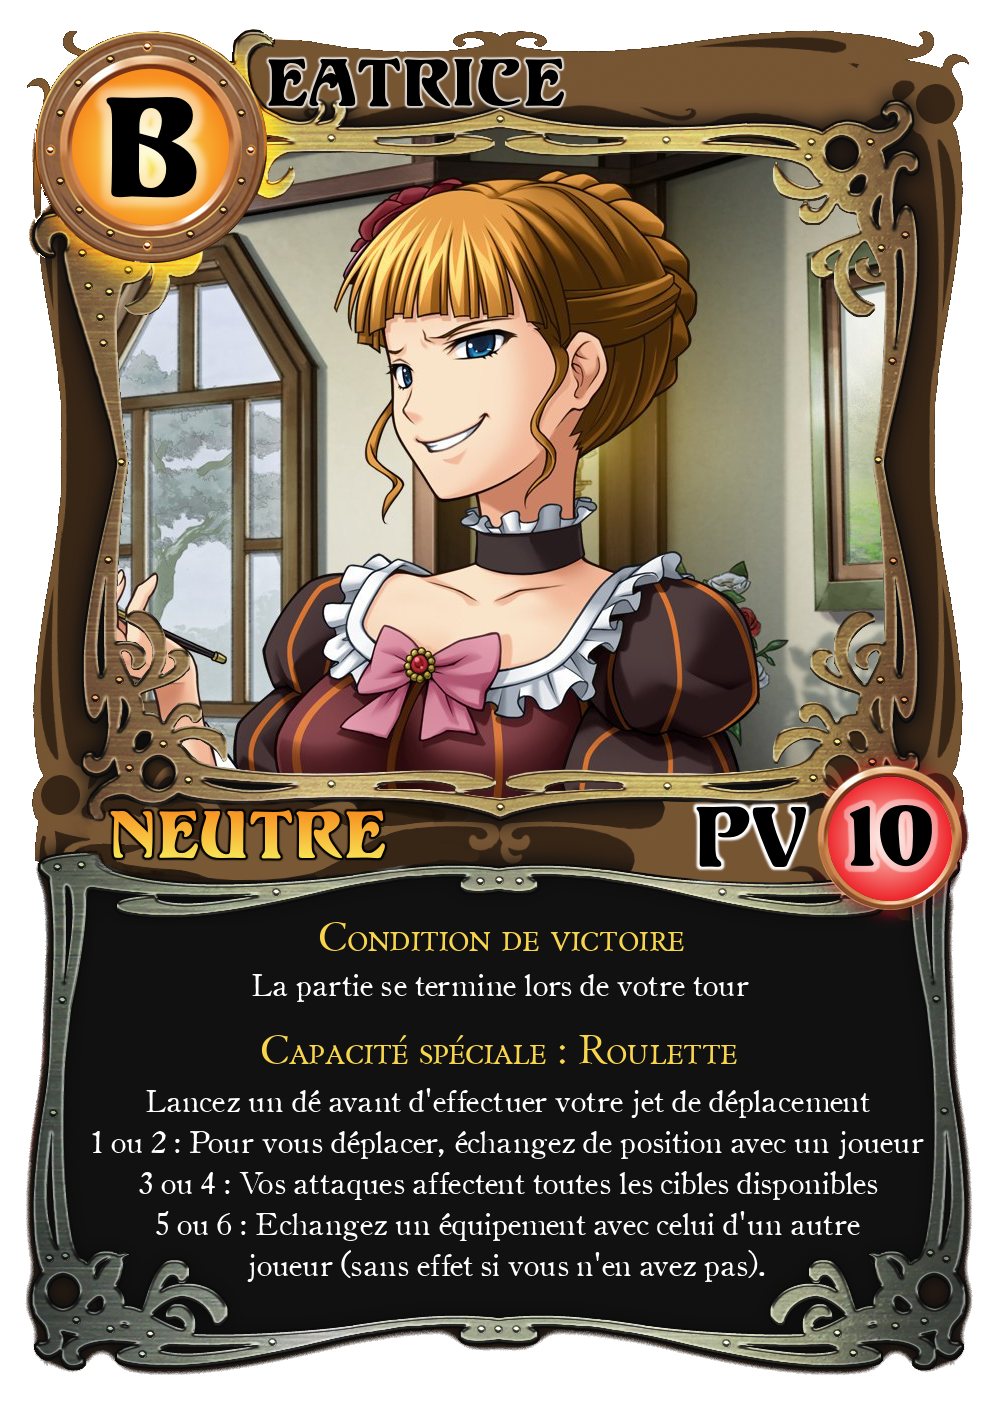 BEATRICE
NEUTRE
PV 10
CONDITION DE VICTOIRE
La partie se termine lors de votre tour
CAPACITÉ SPÉCIALE : ROULETTE
Lancez un dé avant d'effectuer votre jet de déplacement
1 ou 2 : Pour vous déplacer, échangez de position avec un joueur
3 ou 4 : Vos attaques affectent toutes les cibles disponibles
5 ou 6 : Echangez un équipement avec celui d'un autre
joueur (sans effet si vous n'en avez pas).